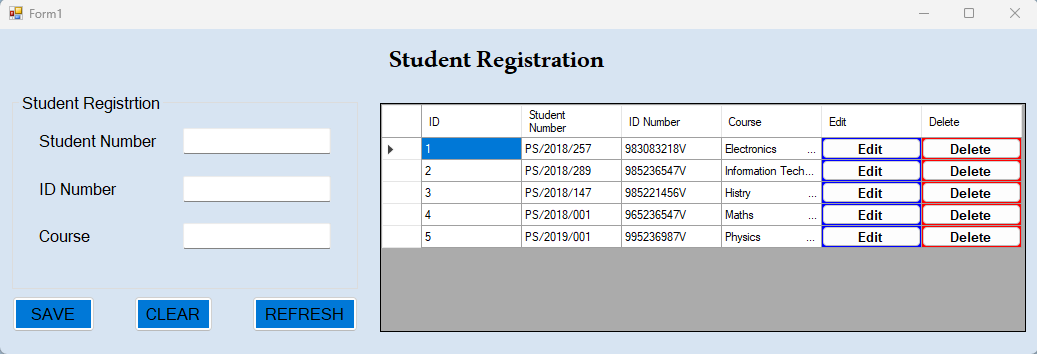 Form1
Student Registration
Student Registrtion
Student Number
ID Number
Course
SAVE CLEAR REFRESH
ID Student Number ID Number Course Edit Delete
1 PS/2018/257 983083218V Electronics ... Edit Delete
2 PS/2018/289 985236547V Infomation Tech... Edit Delete
3 PS/2018/147 985221456V Histry ... Edit Delete
4 PS/2018/001 965236547V Maths ... Edit Delete
5 PS/2019/001 995236987V Physics ... Edit Delete